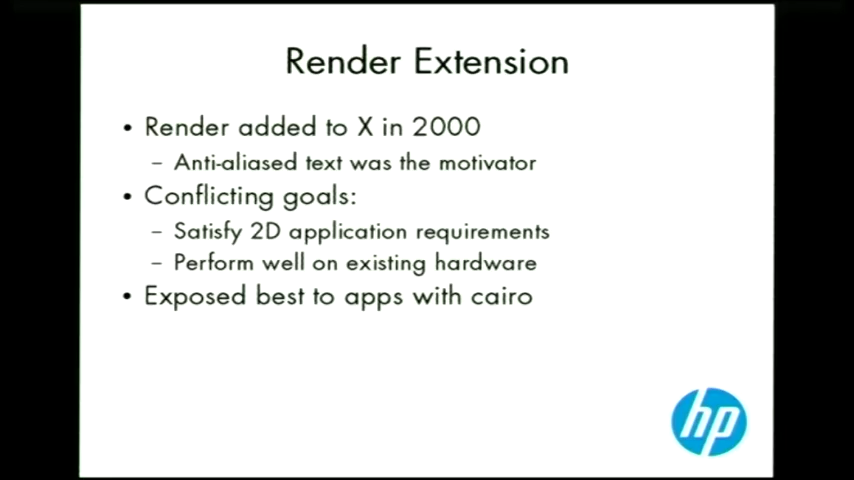 Render Extension
• Render added to X in 2000
– Anti-aliased text was the motivator
• Conflicting goals:
– Satisfy 2D application requirements
– Perform well on existing hardware
• Exposed best to apps with cairo
hp